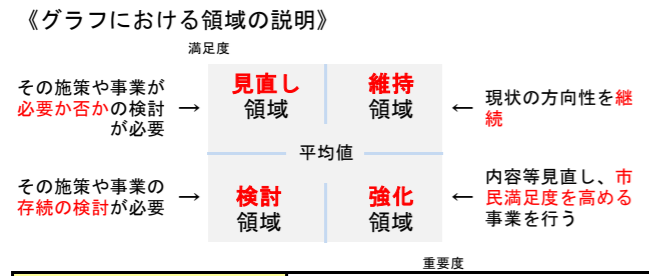 《グラフにおける領域の説明》
満足度
その施策や事業が
必要か否かの検討
が必要
→
見直し
領域
維持
領域
←
現状の方向性を継
続
平均値
その施策や事業の
存続の検討が必要
→
検討
領域
強化
領域
←
内容等見直し、市
民満足度を高める
事業を行う
重要度